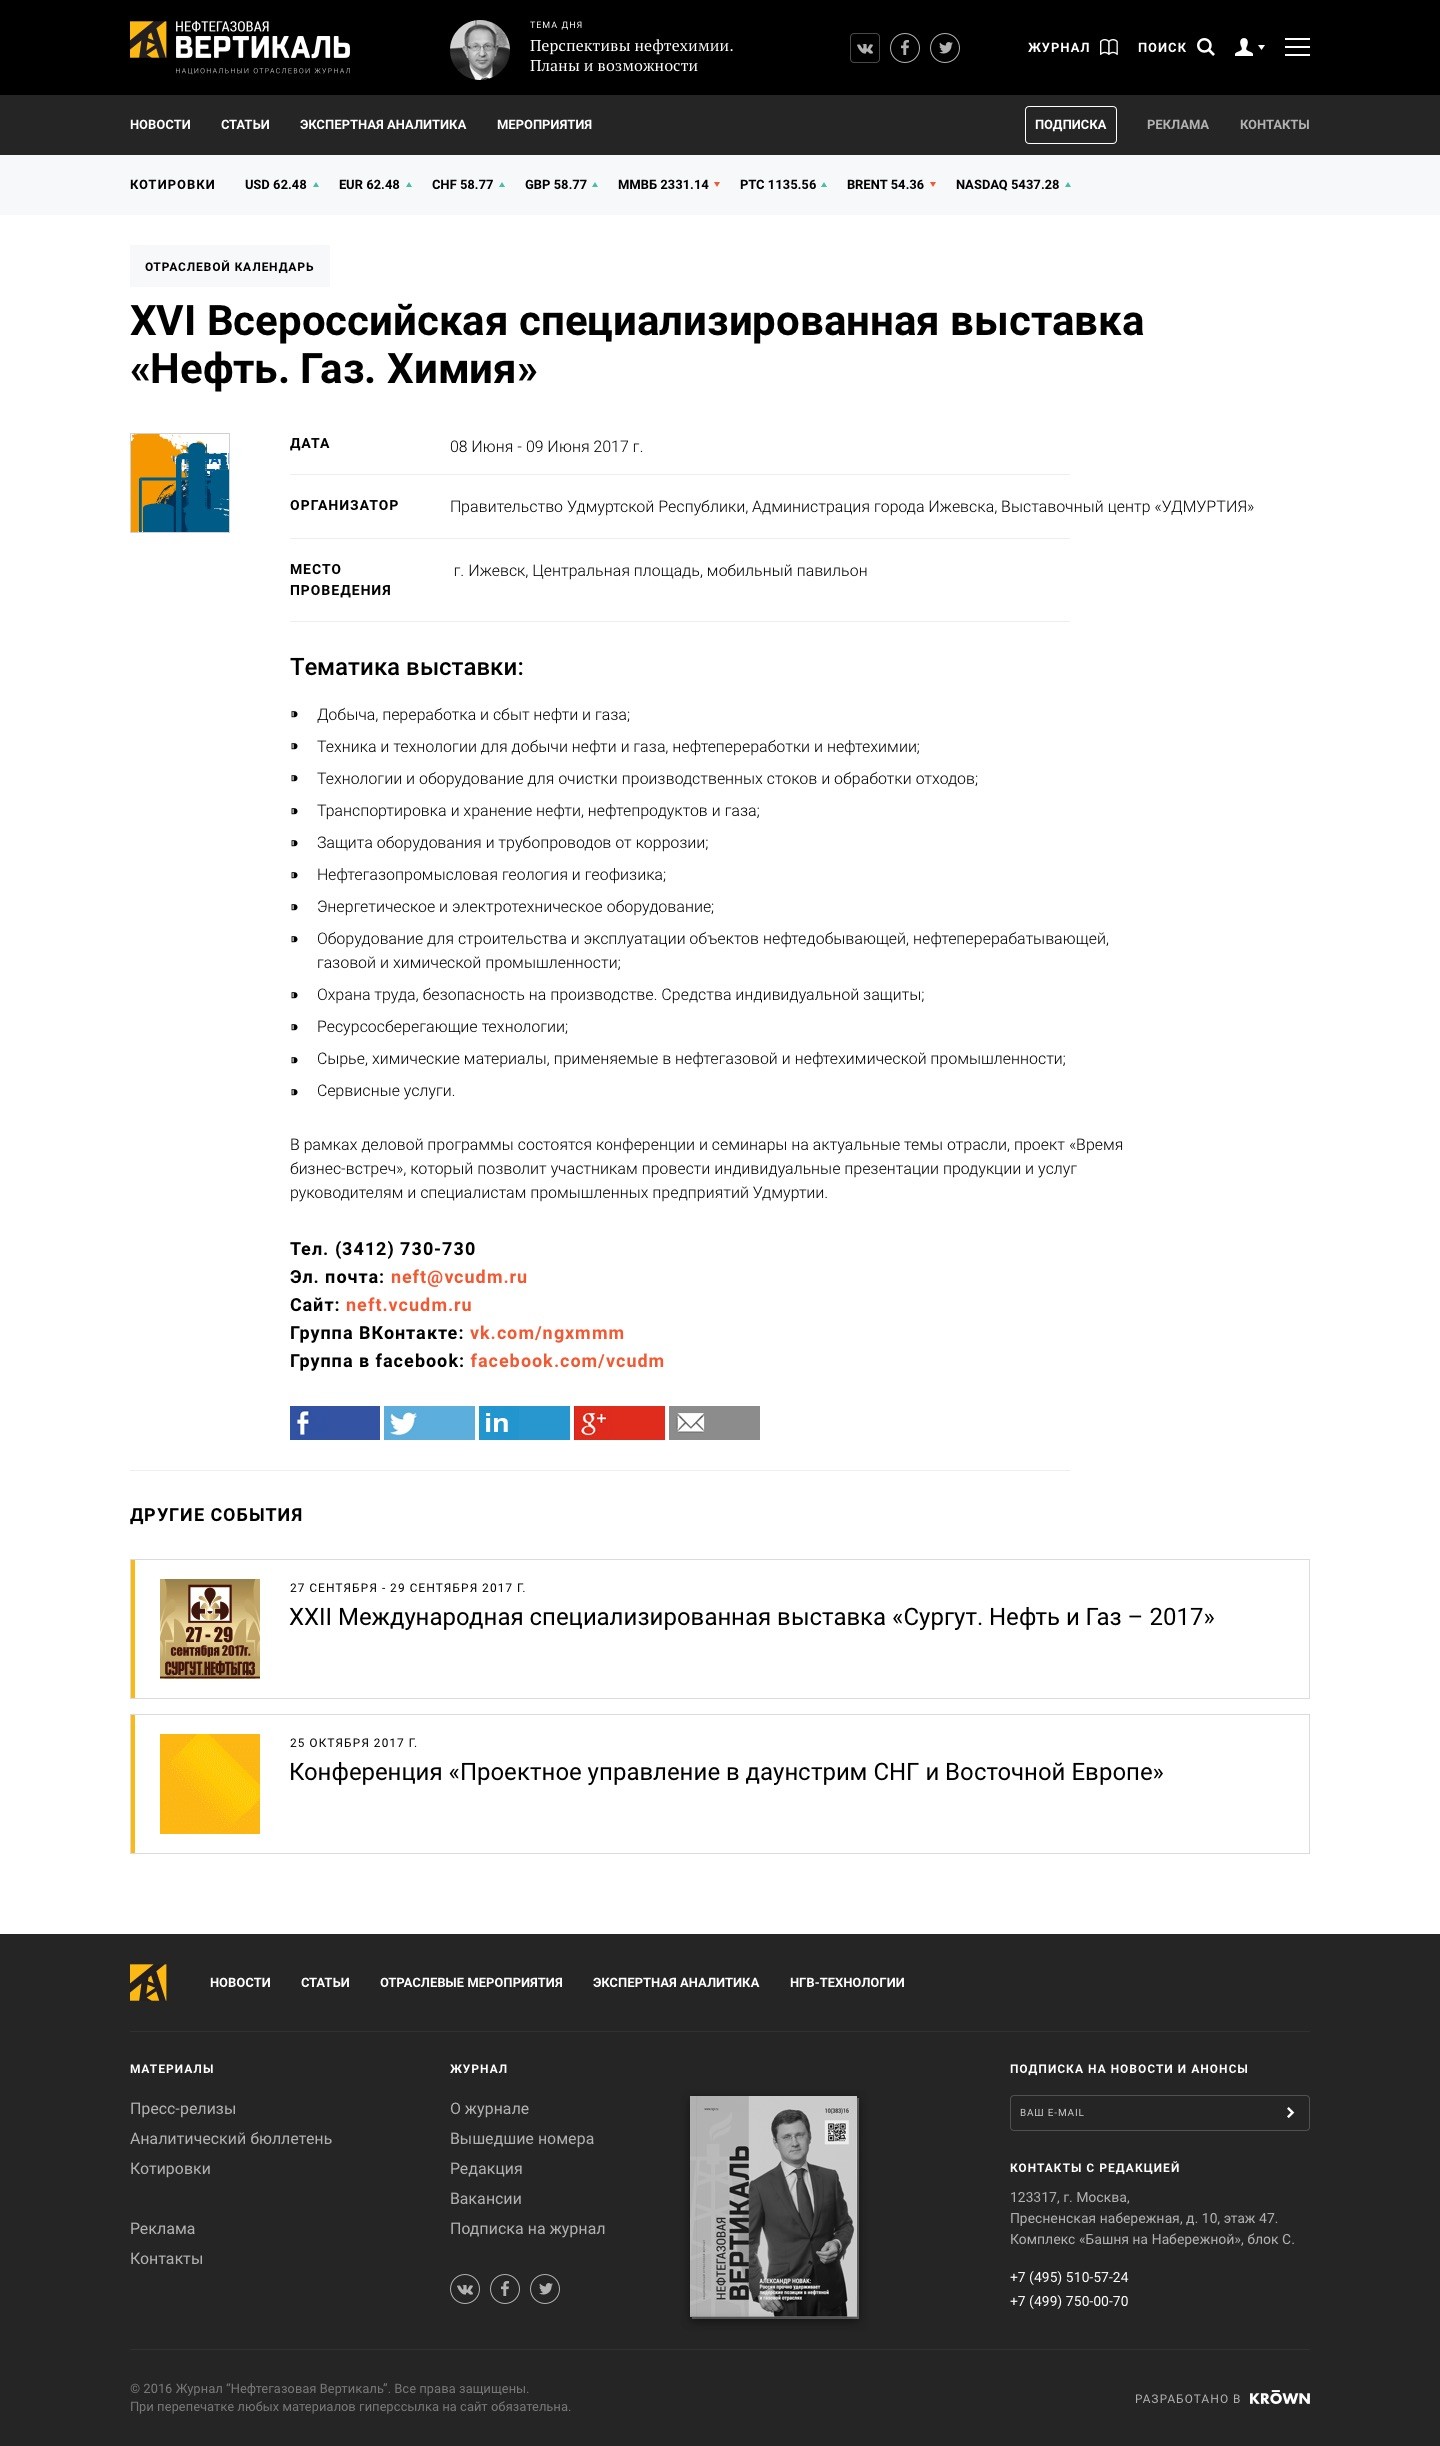 НЕФТЕГАЗОВАЯ
ВЕРТИКАЛЬ
НАЦИОНАЛЬНЫЙ ОТРАСЛЕВОЙ ЖУРНАЛ
ТЕМА ДНЯ
Перспективы нефтехимии.
Планы и возможности
ЖУРНАЛ
ПОИСК
НОВОСТИ СТАТЬИ ЭКСПЕРТНАЯ АНАЛИТИКА МЕРОПРИЯТИЯ ПОДПИСКА РЕКЛАМА КОНТАКТЫ
КОТИРОВКИ USD 62.48 EUR 62.48 CHF 58.77 GBP 58.77 ММВБ 2331.14 РТС 1135.56 BRENT 54.36 NASDAQ 5437.28
ОТРАСЛЕВОЙ КАЛЕНДАРЬ
XVI Всероссийская специализированная выставка
«Нефть. Газ. Химия»
ДАТА
08 Июня - 09 Июня 2017 г.
ОРГАНИЗАТОР
Правительство Удмуртской Республики, Администрация города Ижевска, Выставочный центр «УДМУРТИЯ»
МЕСТО
ПРОВЕДЕНИЯ
г. Ижевск, Центральная площадь, мобильный павильон
Тематика выставки:
Добыча, переработка и сбыт нефти и газа;
Техника и технологии для добычи нефти и газа, нефтепереработки и нефтехимии;
Технологии и оборудование для очистки производственных стоков и обработки отходов;
Транспортировка и хранение нефти, нефтепродуктов и газа;
Защита оборудования и трубопроводов от коррозии;
Нефтегазопромысловая геология и геофизика;
Энергетическое и электротехническое оборудование;
Оборудование для строительства и эксплуатации объектов нефтедобывающей, нефтеперерабатывающей,
газовой и химической промышленности;
Охрана труда, безопасность на производстве. Средства индивидуальной защиты;
Ресурсосберегающие технологии;
Сырье, химические материалы, применяемые в нефтегазовой и нефтехимической промышленности;
Сервисные услуги.
В рамках деловой программы состоятся конференции и семинары на актуальные темы отрасли, проект «Время
бизнес-встреч», который позволит участникам провести индивидуальные презентации продукции и услуг
руководителям и специалистам промышленных предприятий Удмуртии.
Тел. (3412) 730-730
Эл. почта: neft@vcudm.ru
Сайт: neft.vcudm.ru
Группа ВКонтакте: vk.com/ngxmmm
Группа в facebook: facebook.com/vcudm
ДРУГИЕ СОБЫТИЯ
27 - 29
сентября 2017г.
СУРГУТ.НЕФТЬГАЗ
27 СЕНТЯБРЯ - 29 СЕНТЯБРЯ 2017 Г.
XXII Международная специализированная выставка «Сургут. Нефть и Газ – 2017»
25 ОКТЯБРЯ 2017 Г.
Конференция «Проектное управление в даунстрим СНГ и Восточной Европе»
НОВОСТИ СТАТЬИ ОТРАСЛЕВЫЕ МЕРОПРИЯТИЯ ЭКСПЕРТНАЯ АНАЛИТИКА НГВ-ТЕХНОЛОГИИ
МАТЕРИАЛЫ
Пресс-релизы
Аналитический бюллетень
Котировки
Реклама
Контакты
ЖУРНАЛ
О журнале
Вышедшие номера
Редакция
Вакансии
Подписка на журнал
10(383)16
НЕФТЕГАЗОВАЯ
ВЕРТИКАЛЬ
АЛЕКСАНДР НОВАК:
Россия прочно удерживает
лидерские позиции в нефтяной
и газовой отраслях
ПОДПИСКА НА НОВОСТИ И АНОНСЫ
ВАШ E-MAIL
КОНТАКТЫ С РЕДАКЦИЕЙ
123317, г. Москва,
Пресненская набережная, д. 10, этаж 47.
Комплекс «Башня на Набережной», блок С.
+7 (495) 510-57-24
+7 (499) 750-00-70
© 2016 Журнал “Нефтегазовая Вертикаль”. Все права защищены.
При перепечатке любых материалов гиперссылка на сайт обязательна.
РАЗРАБОТАНО В KRŌWN